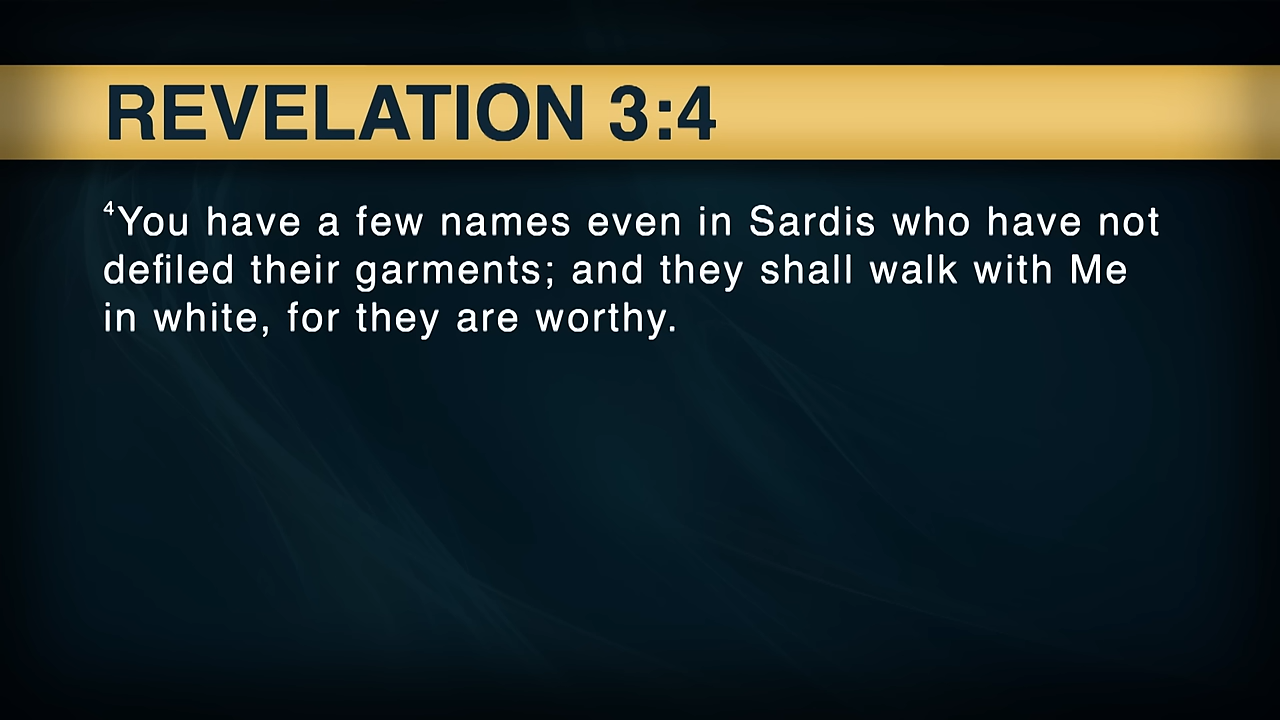 REVELATION 3:4
⁴You have a few names even in Sardis who have not
defiled their garments; and they shall walk with Me
in white, for they are worthy.